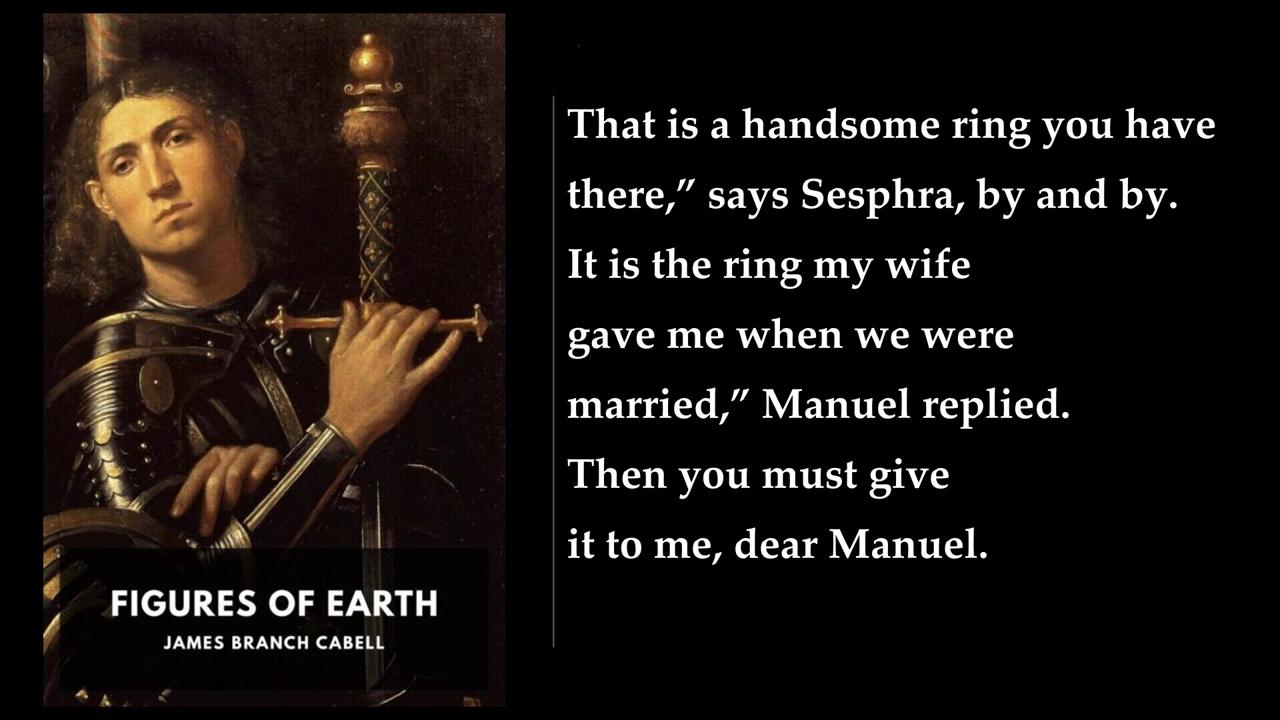 FIGURES OF EARTH
JAMES BRANCH CABELL
That is a handsome ring you have
there,” says Sesphra, by and by.
It is the ring my wife
gave me when we were
married,” Manuel replied.
Then you must give
it to me, dear Manuel.